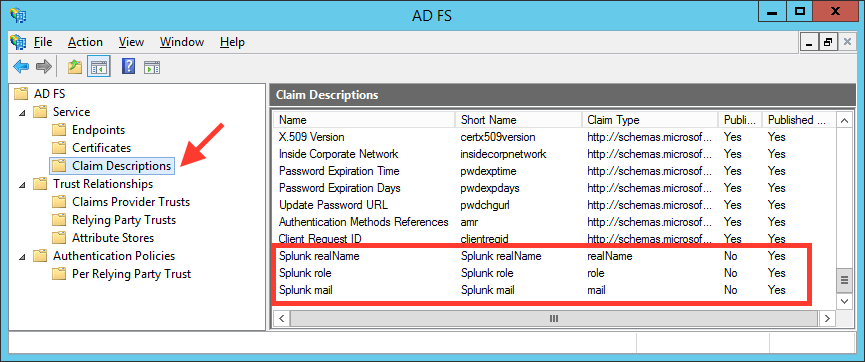 AD FS
File Action View Window Help
AD FS
Service
Endpoints
Certificates
Claim Descriptions
Trust Relationships
Claims Provider Trusts
Relying Party Trusts
Attribute Stores
Authentication Policies
Per Relying Party Trust
Claim Descriptions
Name Short Name Claim Type Publi... Published ...
X.509 Version certx509version http://schemas.microsof... Yes Yes
Inside Corporate Network insidecorpnetwork http://schemas.microsof... Yes Yes
Password Expiration Time pwdexptime http://schemas.microsof... Yes Yes
Password Expiration Days pwdexpdays http://schemas.microsof... Yes Yes
Update Password URL pwdchgurl http://schemas.microsof... Yes Yes
Authentication Methods References amr http://schemas.microsof... Yes Yes
Client Request ID clientreqid http://schemas.microsof... Yes Yes
Splunk realName Splunk realName realName No Yes
Splunk role Splunk role role No Yes
Splunk mail Splunk mail mail No Yes